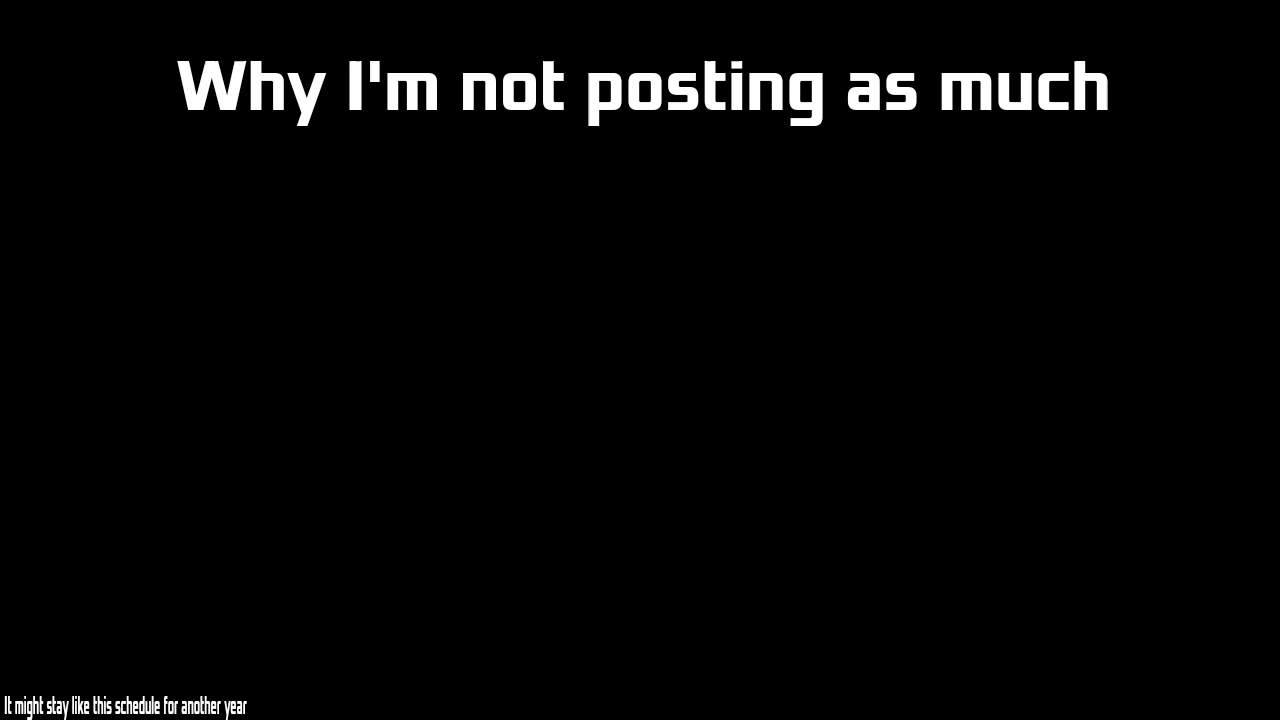 Why I'm not posting as much
It might stay like this schedule for another year